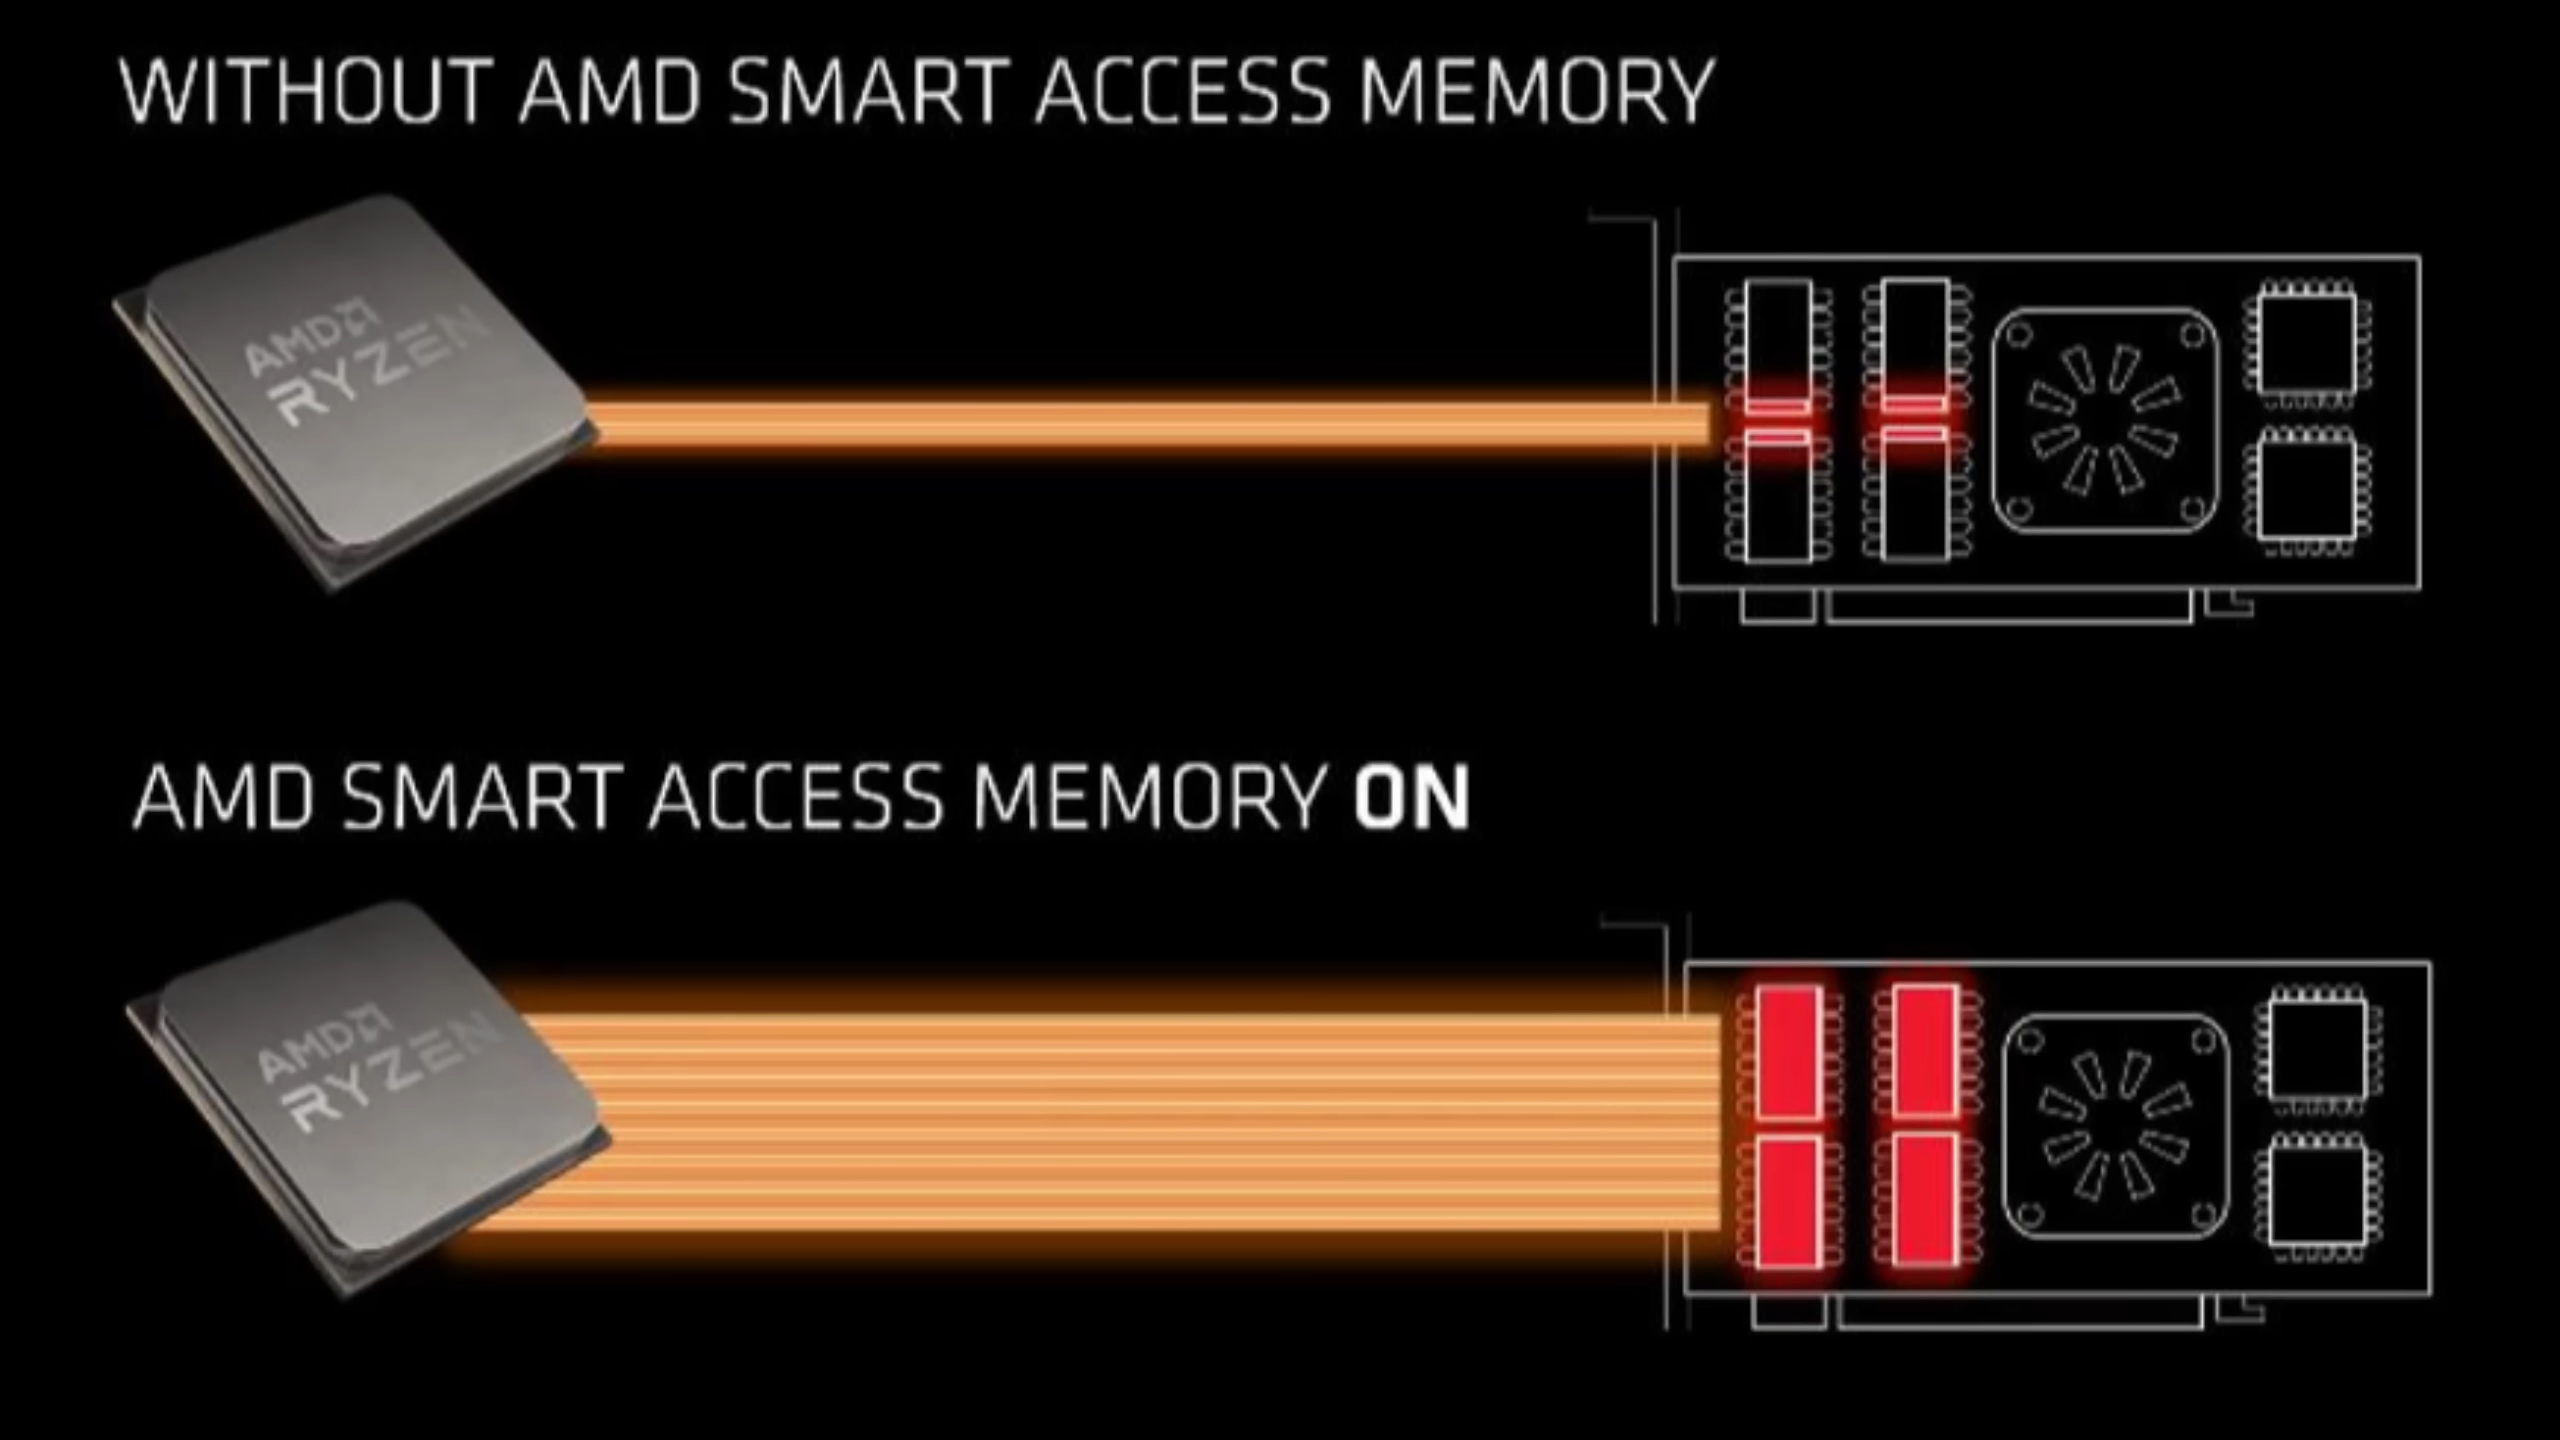 WITHOUT AMD SMART ACCESS MEMORY
AMD
RYZEN
AMD SMART ACCESS MEMORY ON
AMD
RYZEN